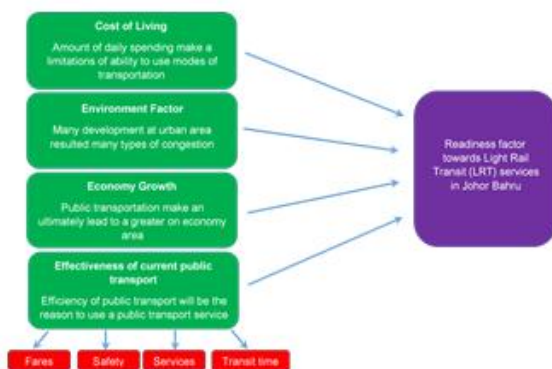 Cost of Living
Amount of daily spending make a
limitations of ability to use modes of
transportation
Environment Factor
Many development at urban area
resulted many types of congestion
Economy Growth
Public transportation make an
ultimately lead to a greater on economy
area
Effectiveness of current public
transport
Efficiency of public transport will be the
reason to use a public transport service
Fares
Safety
Services
Transit time
Readiness factor
towards Light Rail
Transit (LRT) services
in Johor Bahru